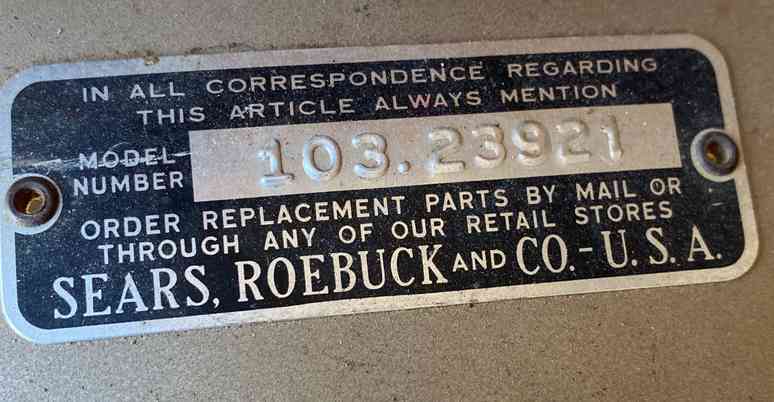 IN ALL CORRESPONDENCE REGARDING
THIS ARTICLE ALWAYS MENTION
MODEL NUMBER 103.23921
ORDER REPLACEMENT PARTS BY MAIL OR
THROUGH ANY OF OUR RETAIL STORES
SEARS, ROEBUCK AND CO.-U.S.A.